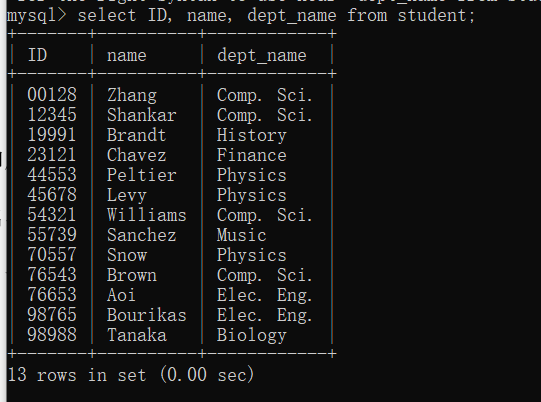 mysql> select ID, name, dept_name from student;
+-------+----------+------------+
| ID | name | dept_name |
+-------+----------+------------+
| 00128 | Zhang | Comp. Sci. |
| 12345 | Shankar | Comp. Sci. |
| 19991 | Brandt | History |
| 23121 | Chavez | Finance |
| 44553 | Peltier | Physics |
| 45678 | Levy | Physics |
| 54321 | Williams | Comp. Sci. |
| 55739 | Sanchez | Music |
| 70557 | Snow | Physics |
| 76543 | Brown | Comp. Sci. |
| 76653 | Aoi | Elec. Eng. |
| 98765 | Bourikas | Elec. Eng. |
| 98988 | Tanaka | Biology |
+-------+----------+------------+
13 rows in set (0.00 sec)